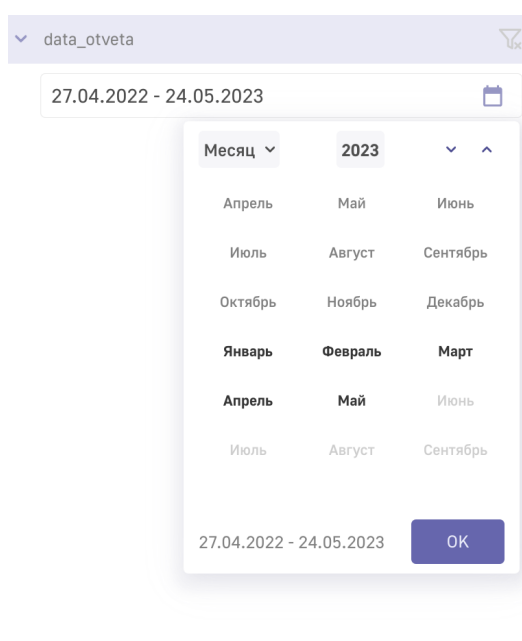 data_otveta
27.04.2022 - 24.05.2023
Месяц 2023
Апрель Май Июнь
Июль Август Сентябрь
Октябрь Ноябрь Декабрь
Январь Февраль Март
Апрель Май Июнь
Июль Август Сентябрь
27.04.2022 - 24.05.2023 OK